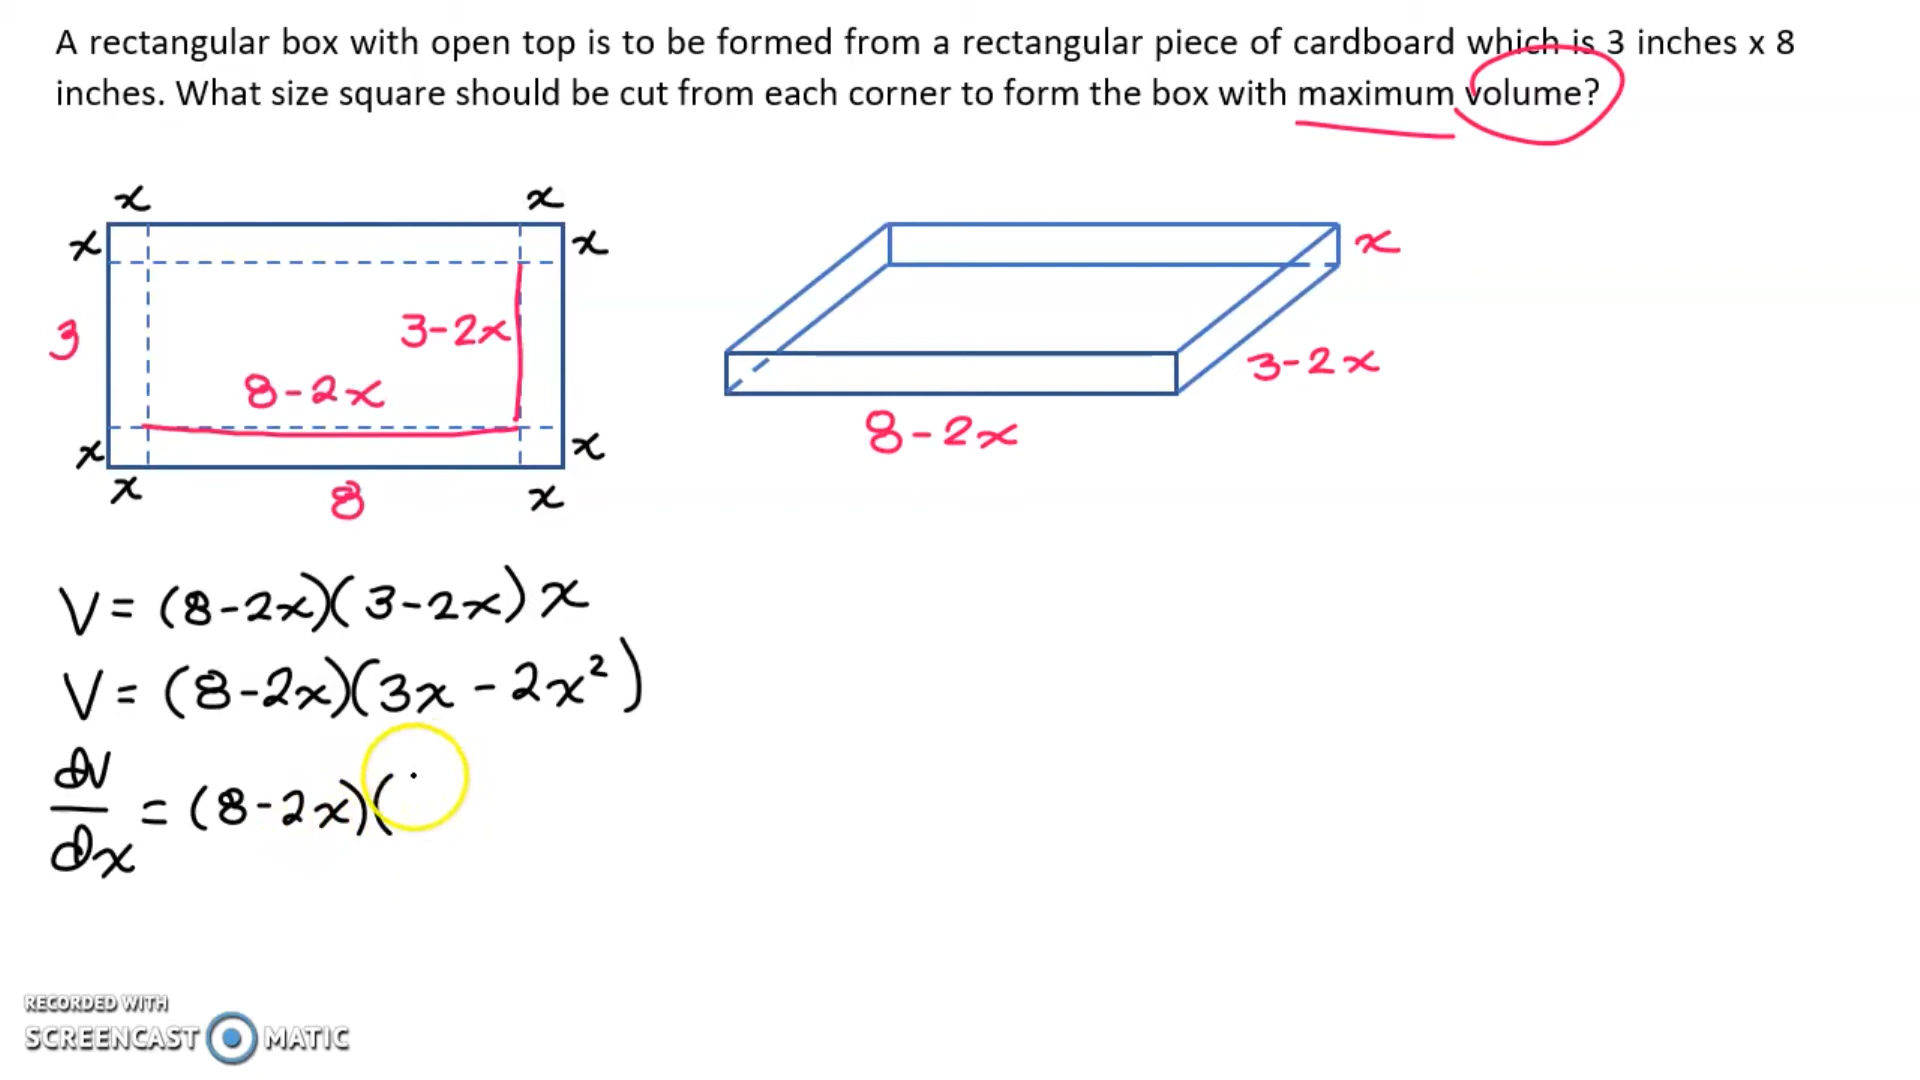 A rectangular box with open top is to be formed from a rectangular piece of cardboard which is 3 inches x 8
inches. What size square should be cut from each corner to form the box with maximum volume?
x x
x x x
3 3-2x 3-2x
8-2x 8-2x
x x
x 8 x
V = (8-2x)(3-2x)x
V = (8-2x)(3x - 2x²)
dV
— = (8-2x)(
dx
RECORDED WITH
SCREENCAST MATIC